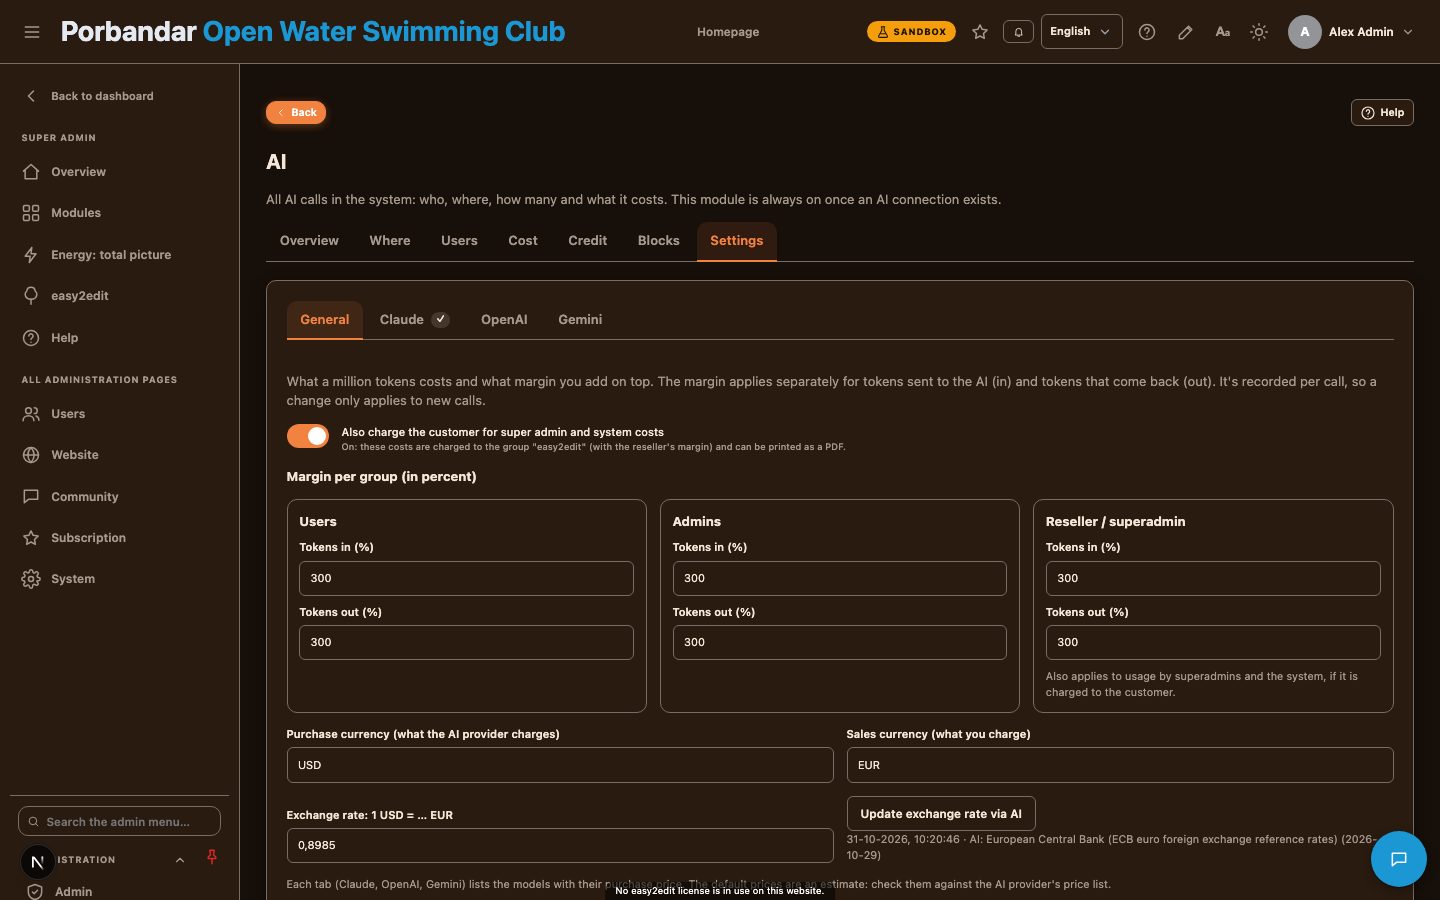 Porbandar Open Water Swimming Club
Homepage
SANDBOX
English
Aa
A
Alex Admin
Back to dashboard
SUPER ADMIN
Overview
Modules
Energy: total picture
easy2edit
Help
ALL ADMINISTRATION PAGES
Users
Website
Community
Subscription
System
Search the admin menu...
N
ISTRATION
Admin
Back
Help
AI
All AI calls in the system: who, where, how many and what it costs. This module is always on once an AI connection exists.
Overview
Where
Users
Cost
Credit
Blocks
Settings
General
Claude
OpenAI
Gemini
What a million tokens costs and what margin you add on top. The margin applies separately for tokens sent to the AI (in) and tokens that come back (out). It's recorded per call, so a
change only applies to new calls.
Also charge the customer for super admin and system costs
On: these costs are charged to the group "easy2edit" (with the reseller's margin) and can be printed as a PDF.
Margin per group (in percent)
Users
Tokens in (%)
300
Tokens out (%)
300
Admins
Tokens in (%)
300
Tokens out (%)
300
Reseller / superadmin
Tokens in (%)
300
Tokens out (%)
300
Also applies to usage by superadmins and the system, if it is
charged to the customer.
Purchase currency (what the AI provider charges)
USD
Sales currency (what you charge)
EUR
Exchange rate: 1 USD = ... EUR
0,8985
Update exchange rate via AI
31-10-2026, 10:20:46 · AI: European Central Bank (ECB euro foreign exchange reference rates) (2026-
10-29)
Each tab (Claude, OpenAI, Gemini) lists the models with their purchase price. The default prices are an estimate: check them against the AI provider's price list.
No easy2edit license is in use on this website.